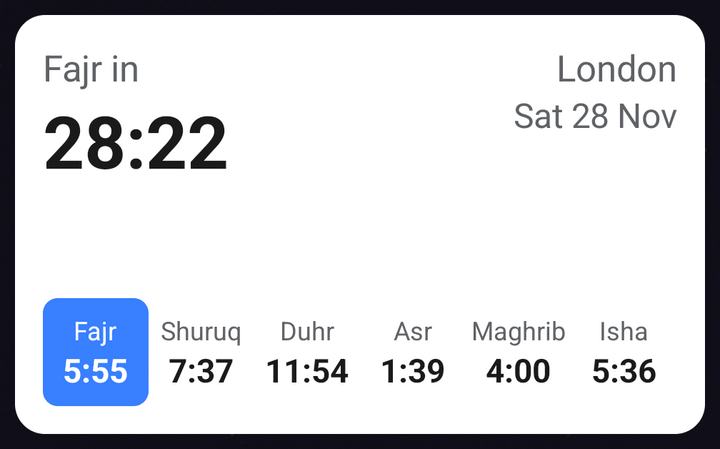 Fajr in
28:22
London
Sat 28 Nov
Fajr Shuruq Duhr Asr Maghrib Isha
5:55 7:37 11:54 1:39 4:00 5:36